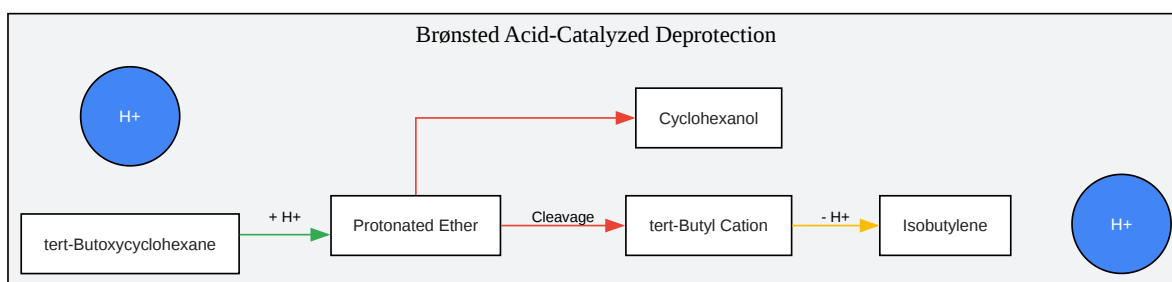 Brønsted Acid-Catalyzed Deprotection
H+
Cyclohexanol
tert-Butoxycyclohexane
+ H+
Protonated Ether
Cleavage
tert-Butyl Cation
- H+
Isobutylene
H+